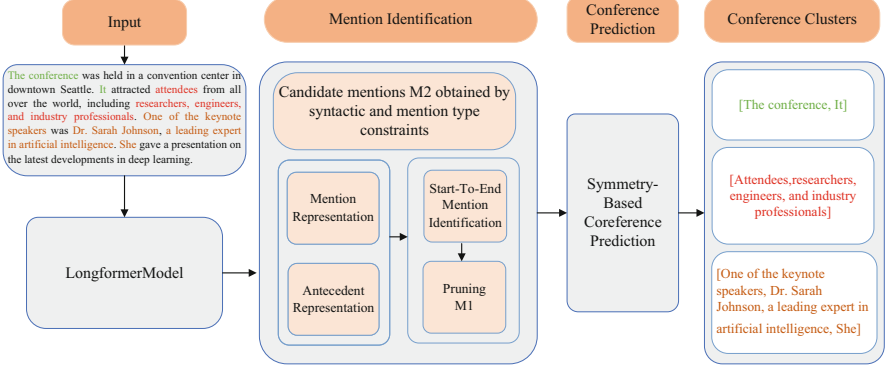 Input
Mention Identification
Conference
Prediction
Conference Clusters
The conference was held in a convention center in
downtown Seattle. It attracted attendees from all
over the world, including researchers, engineers,
and industry professionals. One of the keynote
speakers was Dr. Sarah Johnson, a leading expert
in artificial intelligence. She gave a presentation on
the latest developments in deep learning.
LongformerModel
Candidate mentions M2 obtained by
syntactic and mention type
constraints
Mention
Representation
Antecedent
Representation
Start-To-End
Mention
Identification
Pruning
M1
Symmetry-
Based
Coreference
Prediction
[The conference, It]
[Attendees,researchers,
engineers, and industry
professionals]
[One of the keynote
speakers, Dr. Sarah
Johnson, a leading expert in
artificial intelligence, She]